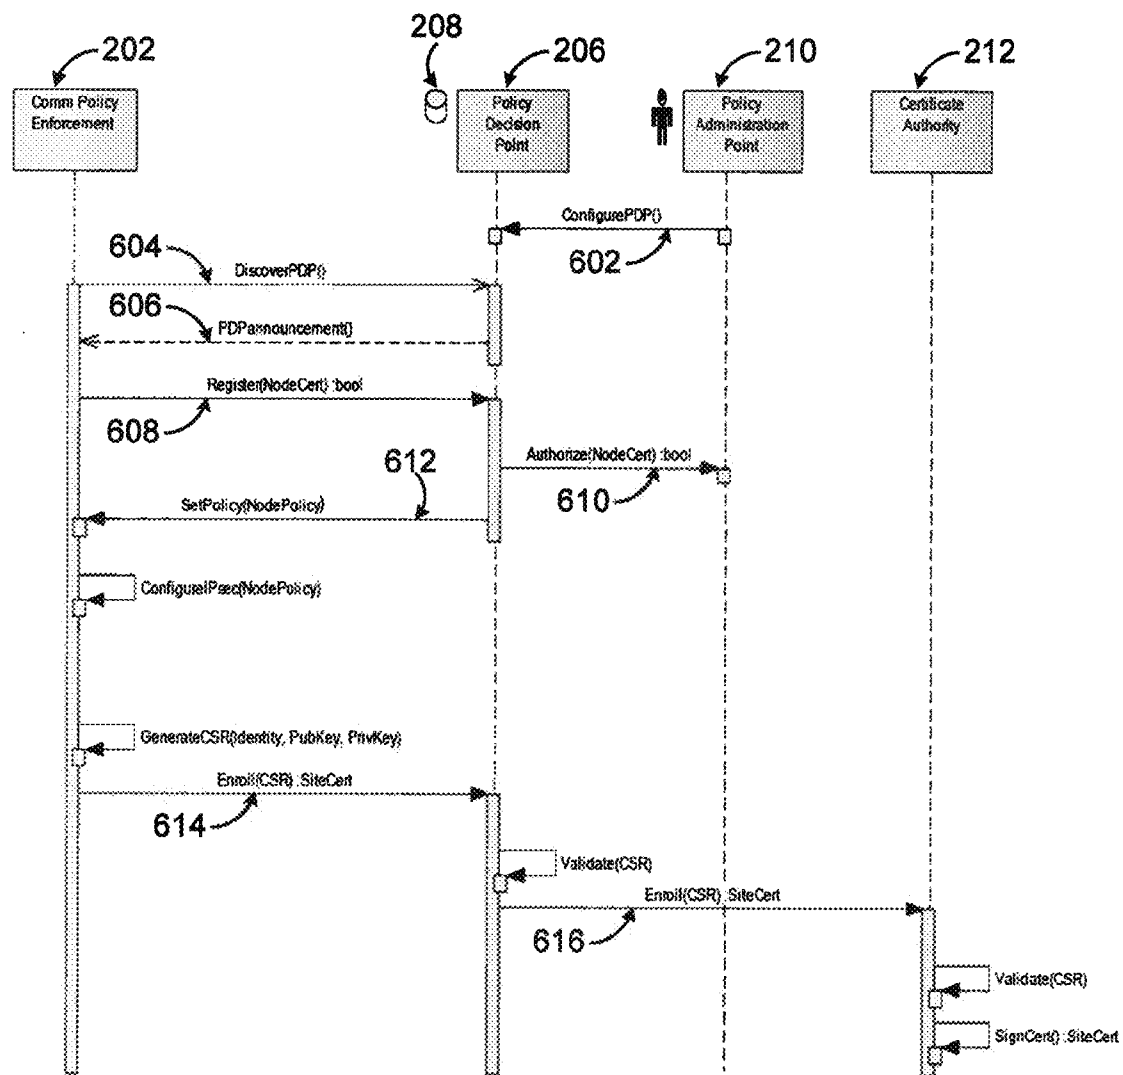 202
208
206
210
212
Comm Policy
Enforcement
Policy
Decision
Point
Policy
Administration
Point
Certificate
Authority
ConfigurePDP()
602
604
DiscoverPDP()
606
PDPannouncement()
Register(NodeCert) :bool
608
Authorize(NodeCert) :bool
612
610
SetPolicy(NodePolicy)
ConfigureIPsec(NodePolicy)
GenerateCSR(Identity, PubKey, PrivKey)
Enroll(CSR) :SiteCert
614
Validate(CSR)
Enroll(CSR) :SiteCert
616
Validate(CSR)
SignCert() :SiteCert